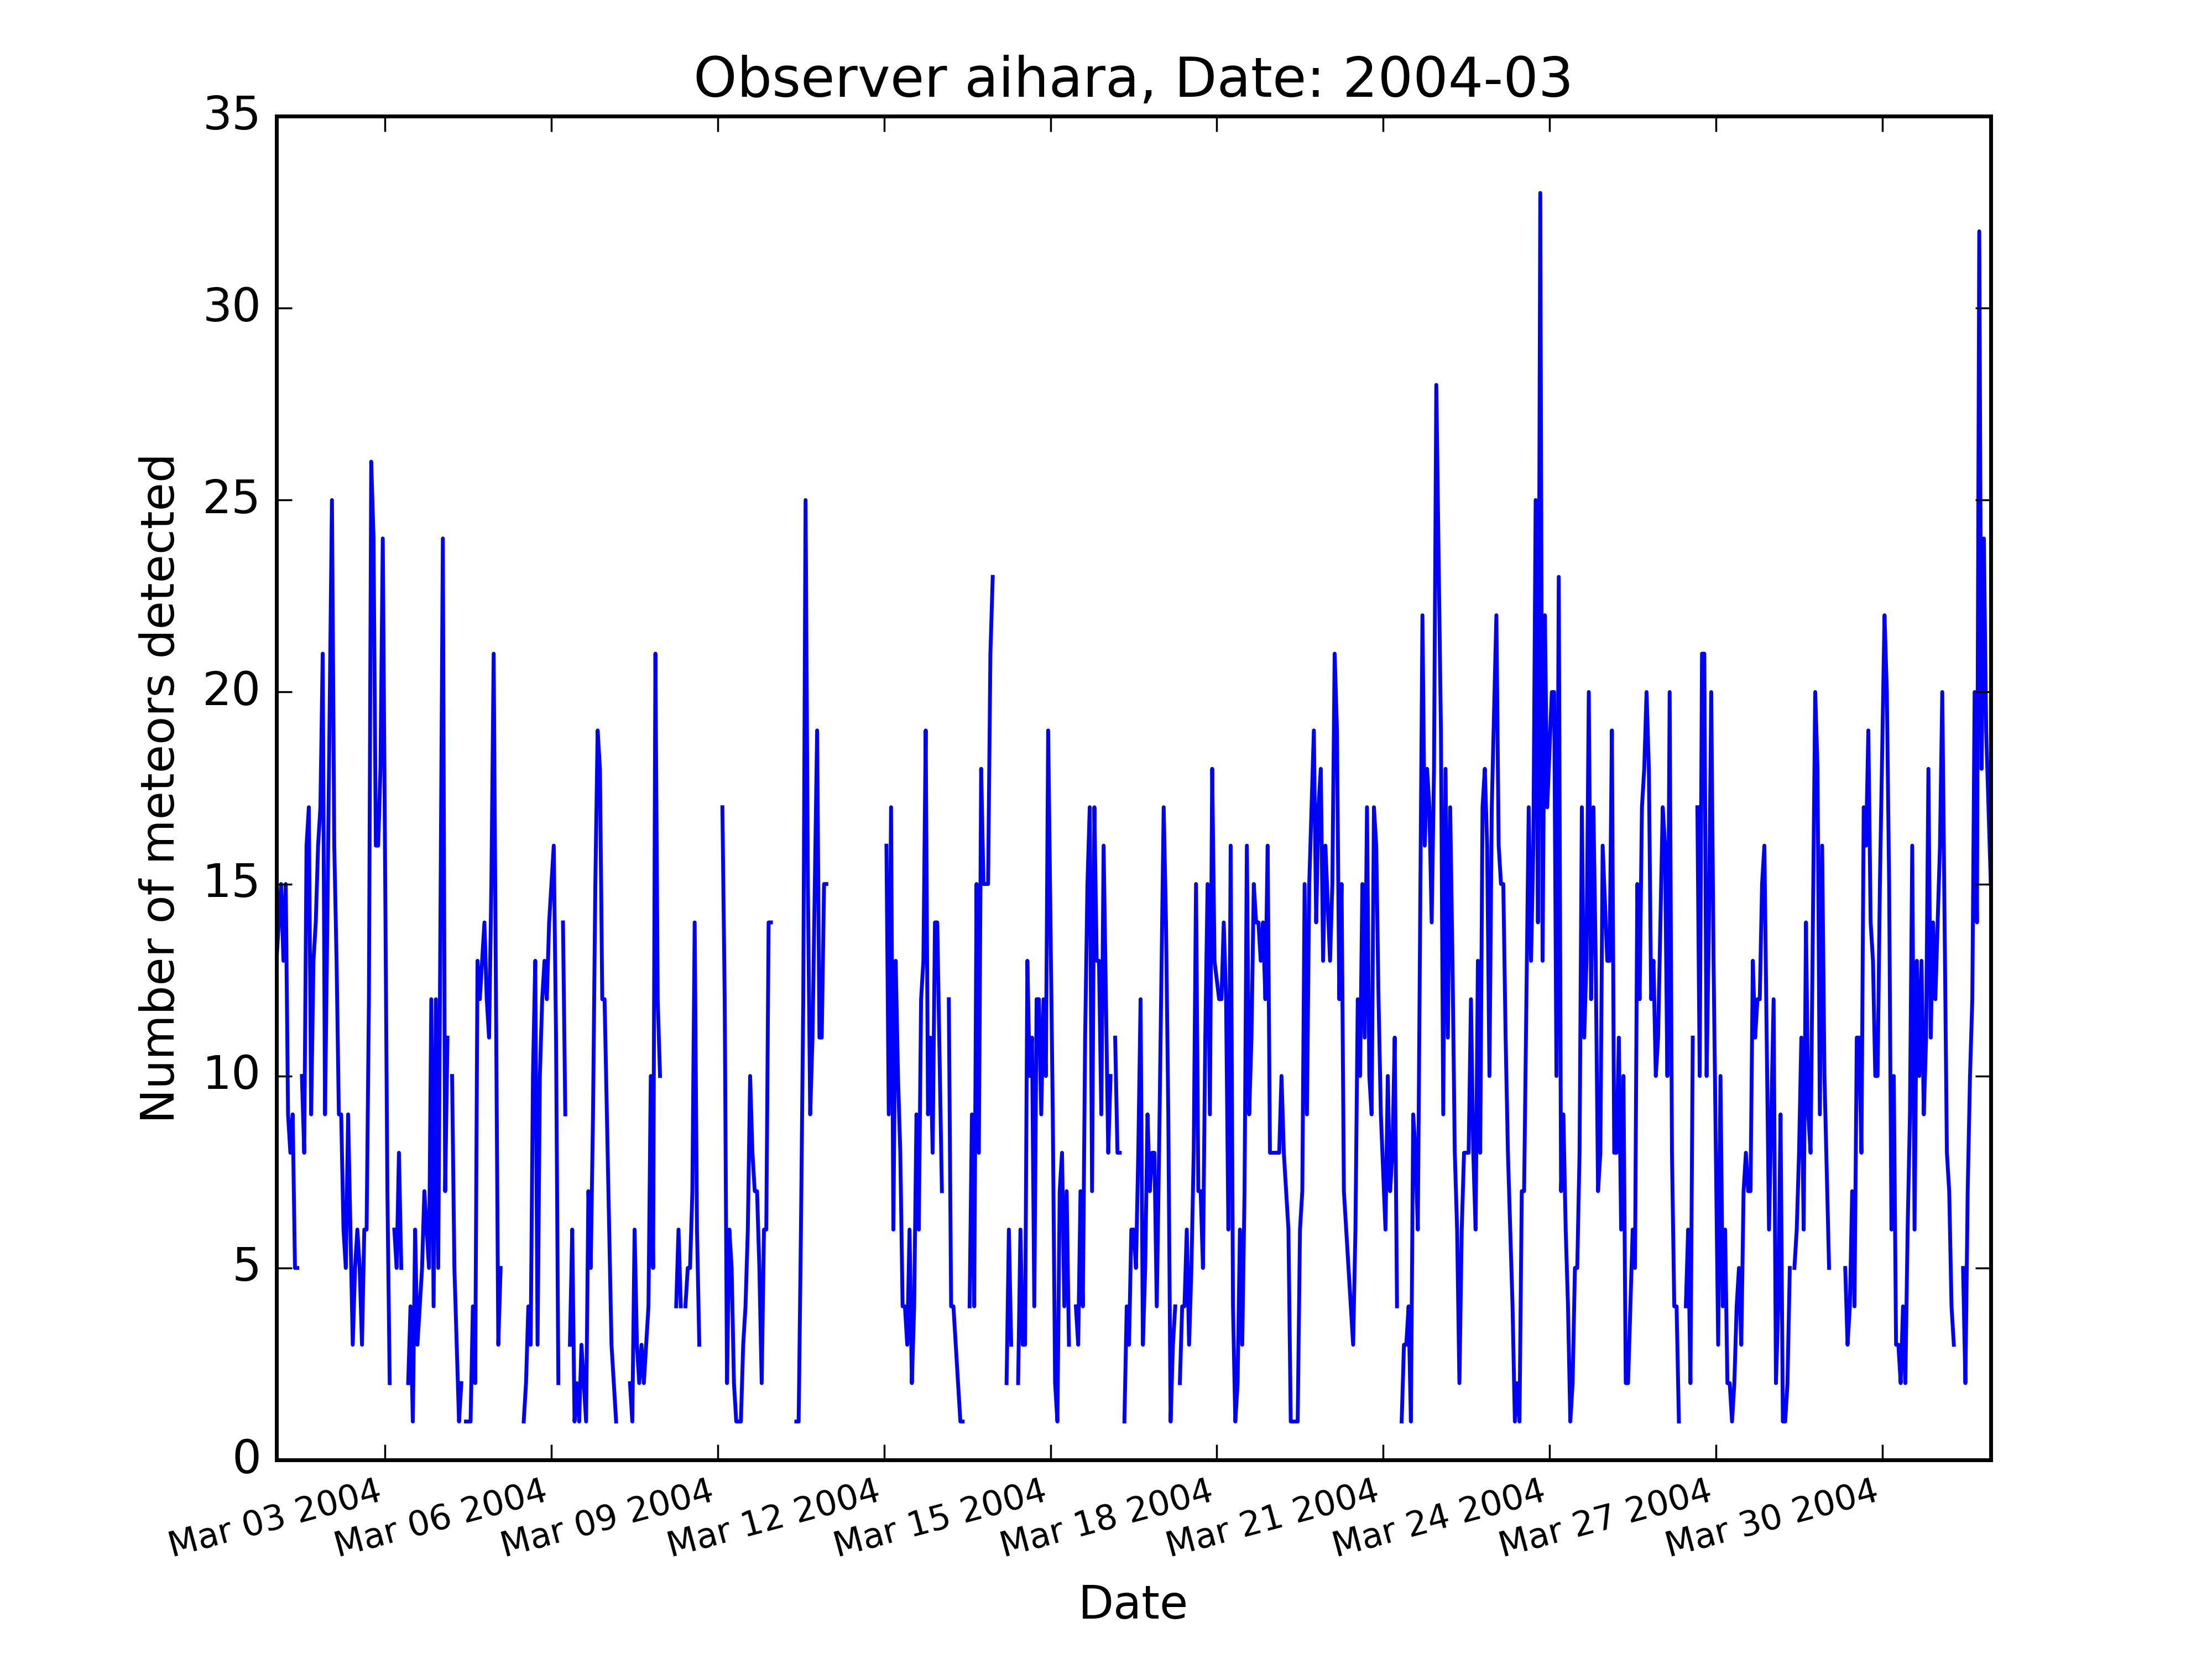 Observer aihara, Date: 2004-03
35
30
25
20
15
10
5
0
Number of meteors detected
Mar 03 2004
Mar 06 2004
Mar 09 2004
Mar 12 2004
Mar 15 2004
Mar 18 2004
Mar 21 2004
Mar 24 2004
Mar 27 2004
Mar 30 2004
Date